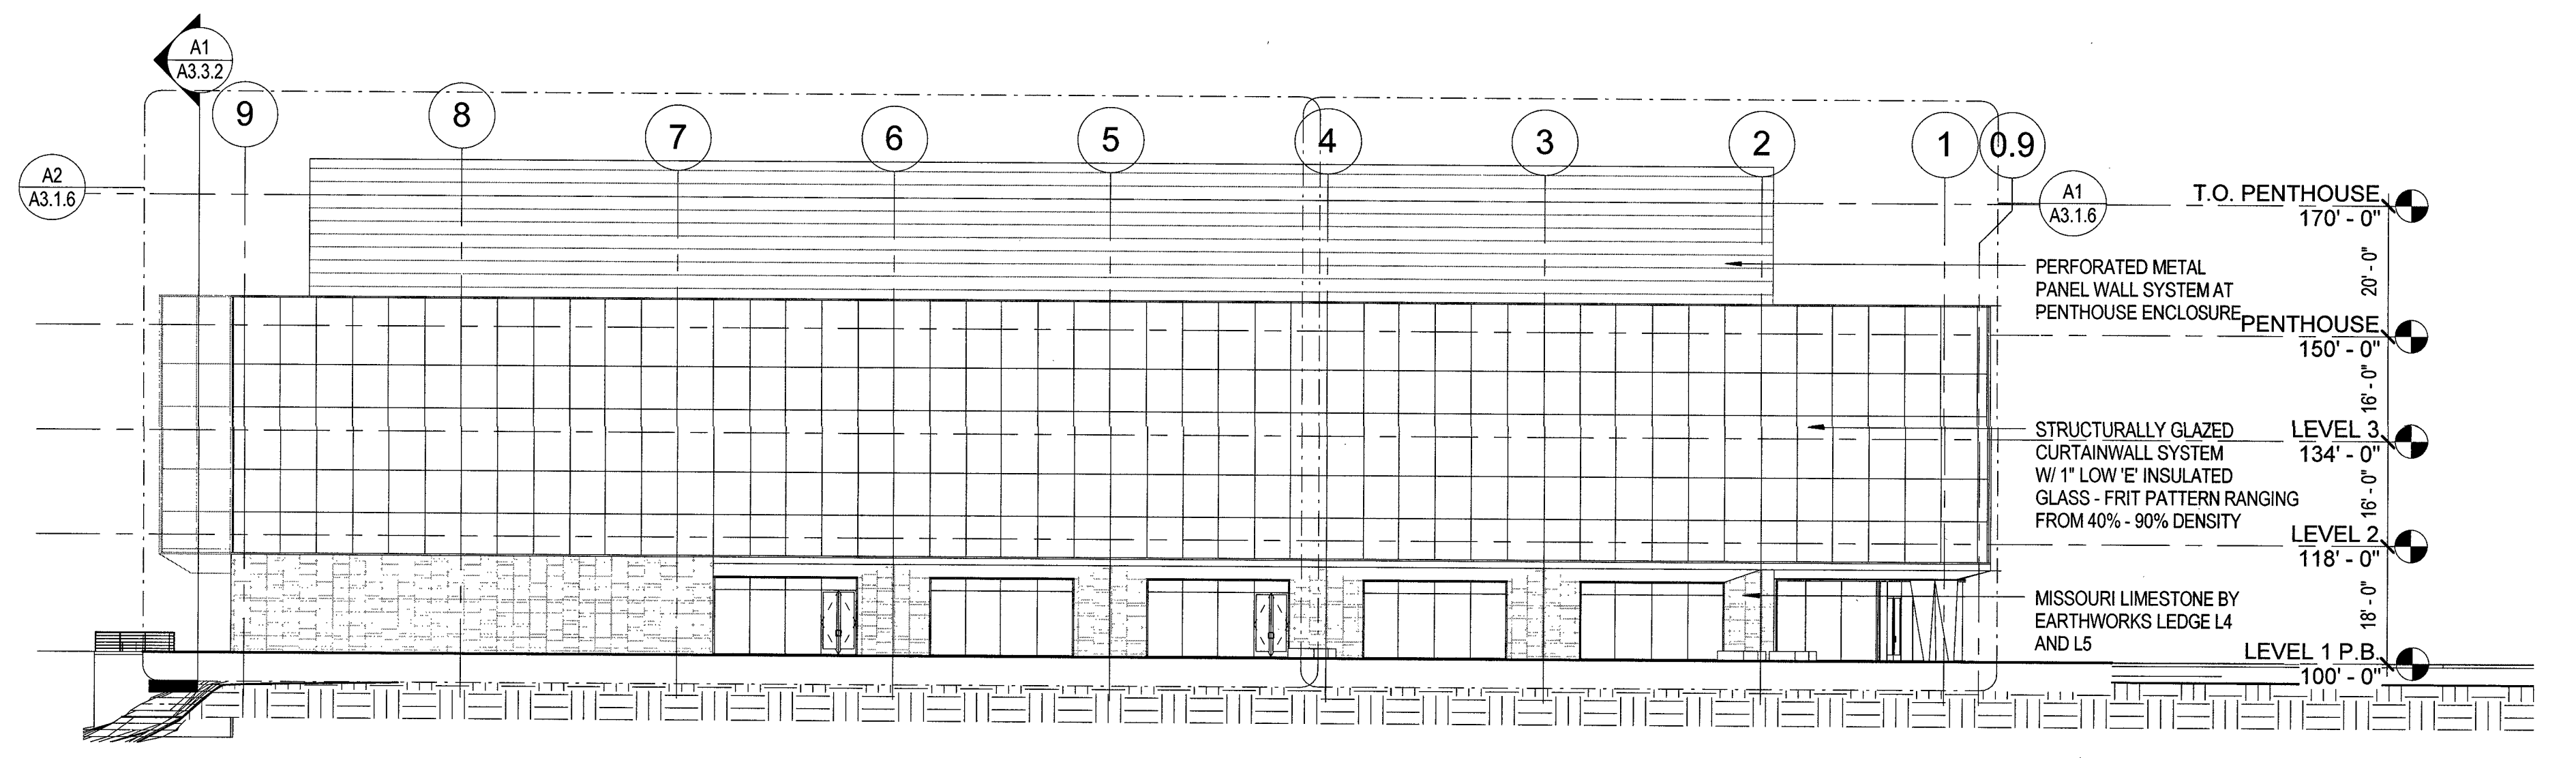 A1
A3.3.2
9
8
7
6
5
4
3
2
1
0.9
A2
A3.1.6
A1
A3.1.6
T.O. PENTHOUSE
170' - 0"
20' - 0"
PERFORATED METAL
PANEL WALL SYSTEM AT
PENTHOUSE ENCLOSURE
PENTHOUSE
150' - 0"
16' - 0"
STRUCTURALLY GLAZED
CURTAINWALL SYSTEM
W/ 1" LOW 'E' INSULATED
GLASS - FRIT PATTERN RANGING
FROM 40% - 90% DENSITY
LEVEL 3
134' - 0"
16' - 0"
LEVEL 2
118' - 0"
18' - 0"
MISSOURI LIMESTONE BY
EARTHWORKS LEDGE L4
AND L5
LEVEL 1 P.B.
100' - 0"